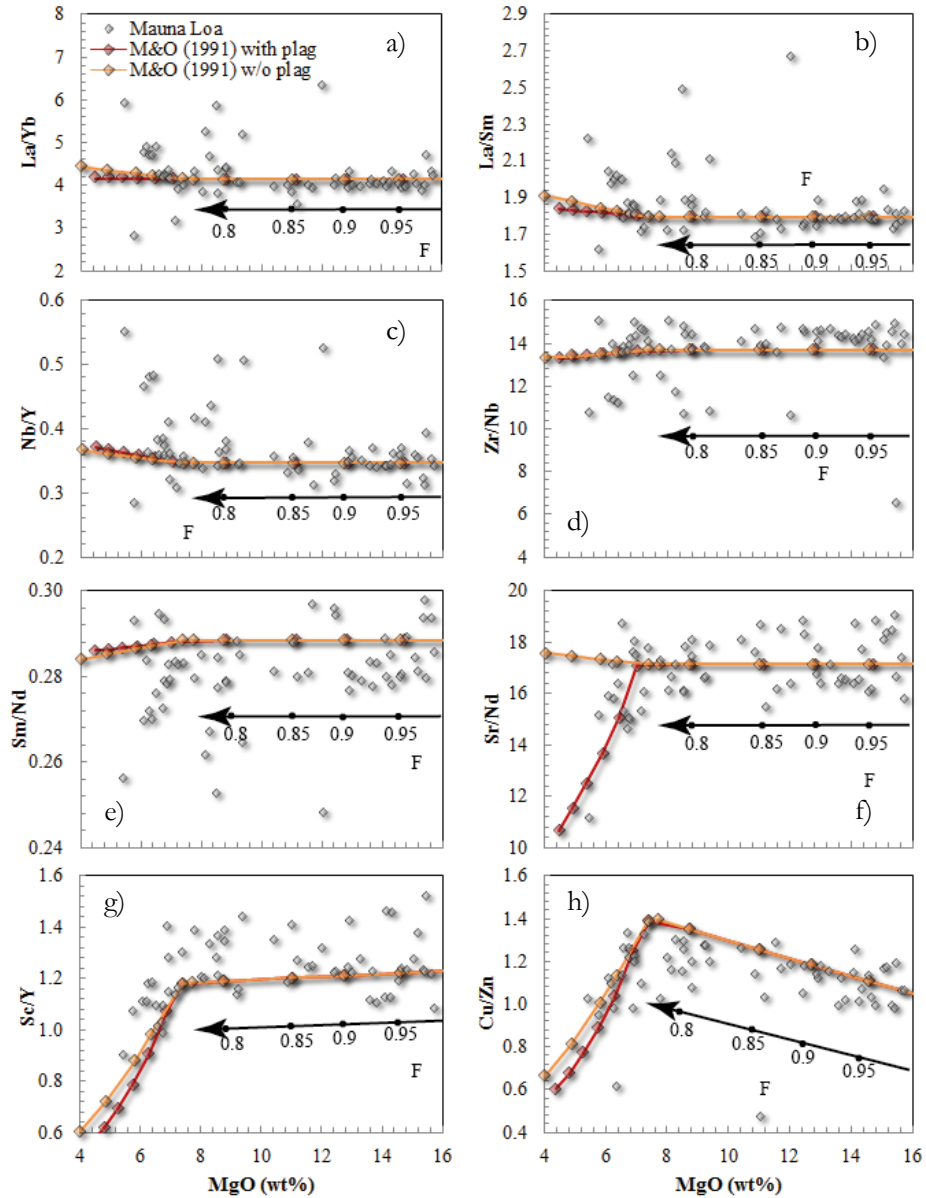 Mauna Loa
M&O (1991) with plag
M&O (1991) w/o plag
a)
La/Yb
8
7
6
5
4
3
2
0.8 0.85 0.9 0.95
F
b)
La/Sm
2.9
2.7
2.5
2.3
2.1
1.9
1.7
1.5
F
0.8 0.85 0.9 0.95
c)
Nb/Y
0.6
0.5
0.4
0.3
0.2
0.8 0.85 0.9 0.95
F
Zr/Nb
16
14
12
10
8
6
4
0.8 0.85 0.9 0.95
F
d)
Sm/Nd
0.30
0.28
0.26
0.24
0.8 0.85 0.9 0.95
F
e)
Sr/Nd
20
18
16
14
12
10
0.8 0.85 0.9 0.95
F
f)
g)
Sc/Y
1.6
1.4
1.2
1.0
0.8
0.6
0.8 0.85 0.9 0.95
F
4 6 8 10 12 14 16
MgO (wt%)
h)
Cu/Zn
1.6
1.4
1.2
1.0
0.8
0.6
0.4
0.8 0.85 0.9 0.95
F
4 6 8 10 12 14 16
MgO (wt%)